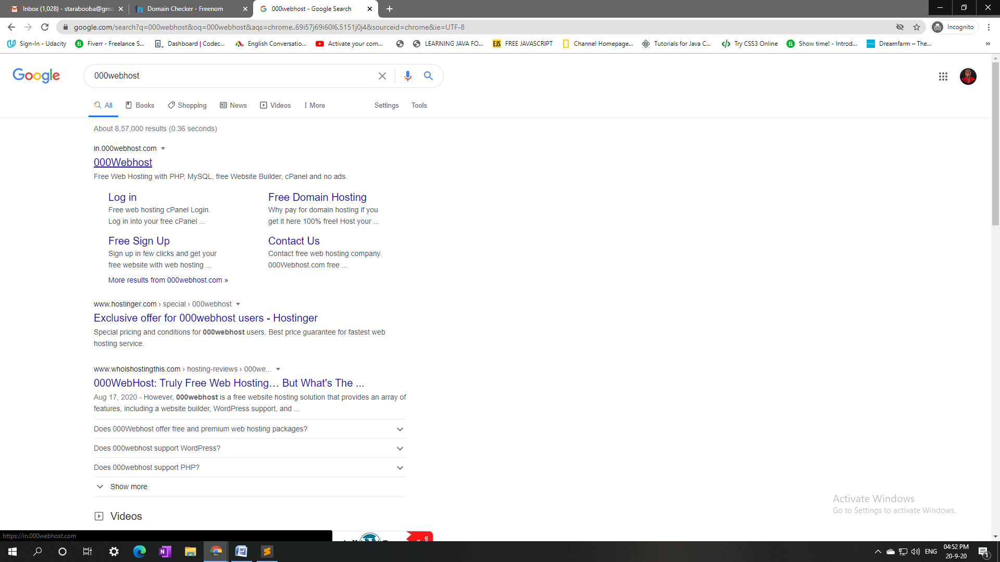 Inbox (1,028) - starabooba@gma
Domain Checker - Freenom
000webhost - Google Search
google.com/search?q=000webhost&oq=000webhost&aqs=chrome..69i57j69i60l6.5151j0j4&sourceid=chrome&ie=UTF-8
Incognito
Sign-In - Udacity
Fiverr - Freelance S...
Dashboard | Codec...
English Conversatio...
Activate your com...
LEARNING JAVA FO...
EJS FREE JAVASCRIPT
Channel Homepage...
Tutorials for Java C...
Try CSS3 Online
Show time! - Introd...
Dreamfarm – The...
»
Google
000webhost
All
Books
Shopping
News
Videos
More
Settings
Tools
About 8,57,000 results (0.36 seconds)
in.000webhost.com
000Webhost
Free Web Hosting with PHP, MySQL, free Website Builder, cPanel and no ads.
Log in
Free web hosting cPanel Login.
Log in into your free cPanel ...
Free Domain Hosting
Why pay for domain hosting if you
get it here 100% free! Host your ...
Free Sign Up
Sign up in few clicks and get your
free website with web hosting ...
Contact Us
Contact free web hosting company.
000Webhost.com free ...
More results from 000webhost.com »
www.hostinger.com › special › 000webhost
Exclusive offer for 000webhost users - Hostinger
Special pricing and conditions for 000webhost users. Best price guarantee for fastest web
hosting service.
www.whoishostingthis.com › hosting-reviews › 000we...
000WebHost: Truly Free Web Hosting… But What's The ...
Aug 17, 2020 - However, 000webhost is a free website hosting solution that provides an array of
features, including a website builder, WordPress support, and ...
Does 000Webhost offer free and premium web hosting packages?
Does 000webhost support WordPress?
Does 000webhost support PHP?
Show more
Videos
Activate Windows
Go to Settings to activate Windows.
https://in.000webhost.com
ENG
04:52 PM
20-9-20
1